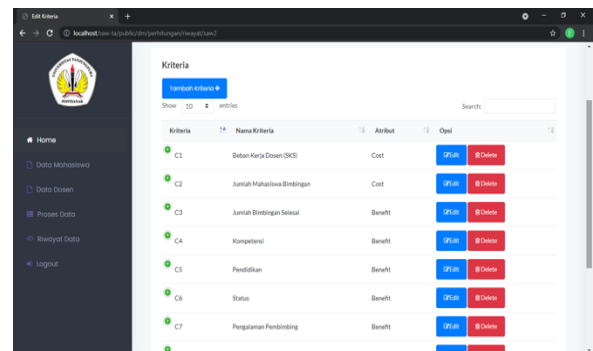 Edit Kriteria
localhost/saw-ta/public/dm/perhitungan/riwayat/saw2
UNIVERSITAS TANJUNGPURA
PONTIANAK
Home
Data Mahasiswa
Data Dosen
Proses Data
Riwayat Data
Logout
Kriteria
Tambah Kriteria +
Show 10 entries
Search:
Kriteria Nama Kriteria Atribut Opsi
C1 Beban Kerja Dosen (SKS) Cost Edit Delete
C2 Jumlah Mahasiswa Bimbingan Cost Edit Delete
C3 Jumlah Bimbingan Selesai Benefit Edit Delete
C4 Kompetensi Benefit Edit Delete
C5 Pendidikan Benefit Edit Delete
C6 Status Benefit Edit Delete
C7 Pengalaman Pembimbing Benefit Edit Delete